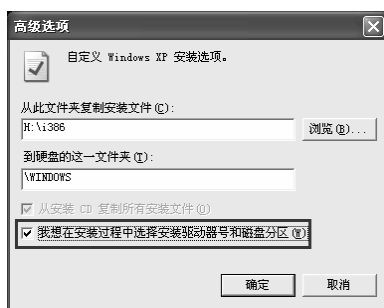 高级选项
自定义 Windows XP 安装选项。
从此文件夹复制安装文件(C):
H:\i386
浏览(B)...
到硬盘的这一文件夹(T):
\WINDOWS
从安装 CD 复制所有安装文件(O)
我想在安装过程中选择安装驱动器号和磁盘分区(W)
确定
取消